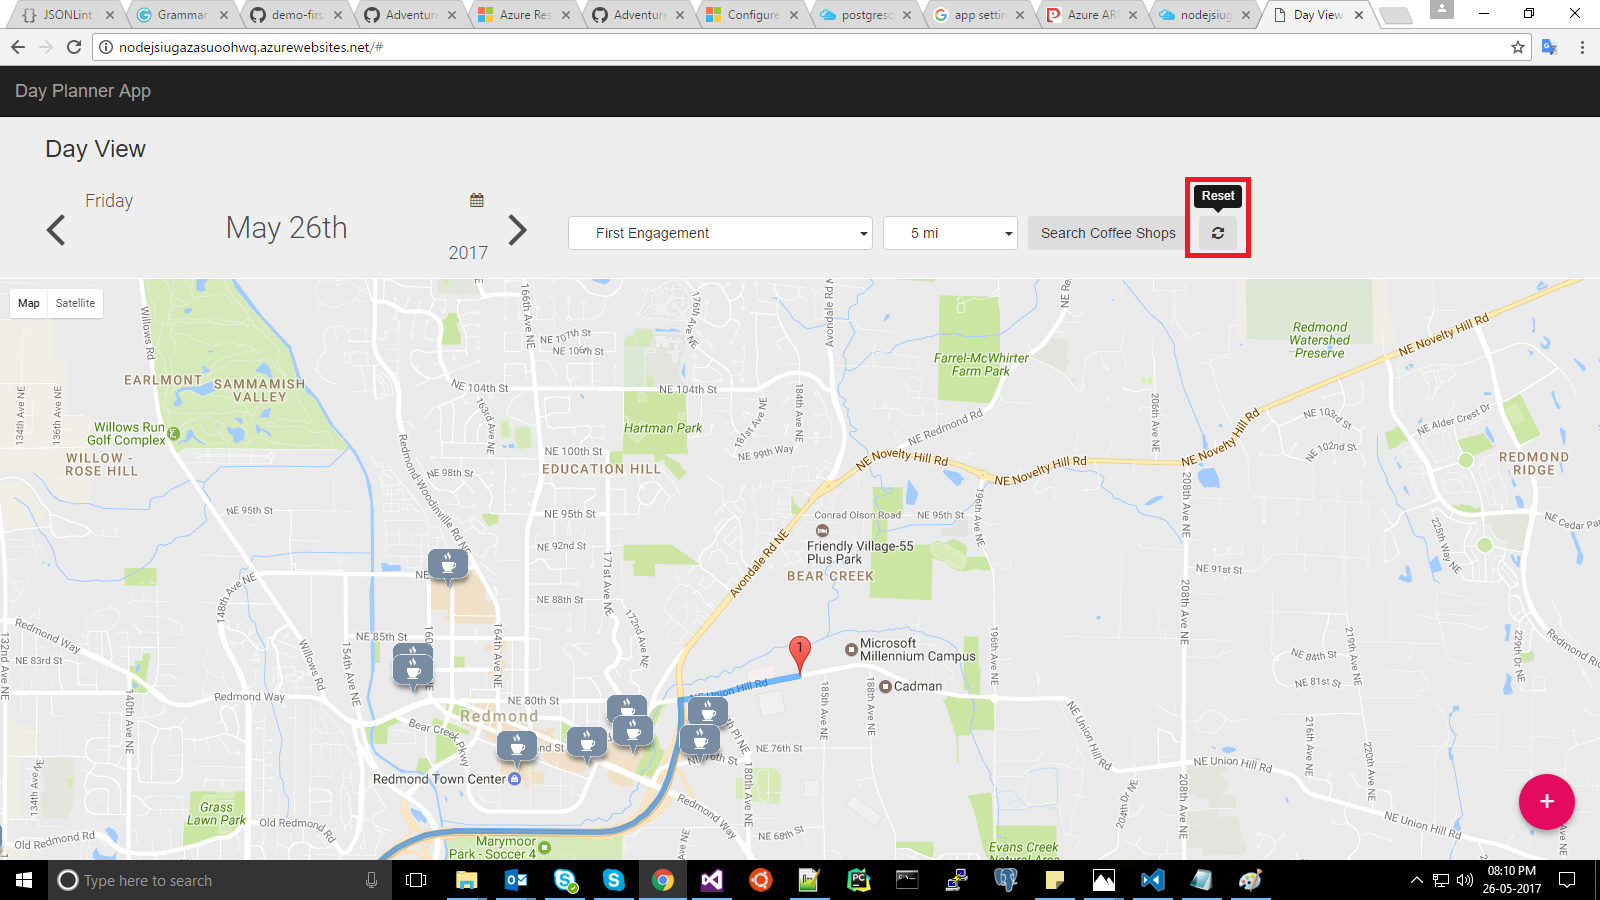 JSONLint
Grammar
demo-firs
Adventure
Azure Res
Adventure
Configure
postgresq
app settin
Azure ARM
nodejsiug
Day View
nodejsiugazasuoohwq.azurewebsites.net/#
Day Planner App
Day View
Friday
May 26th
2017
First Engagement
5 mi
Search Coffee Shops
Reset
Map
Satellite
Willows Rd
166th Ave NE
176th Ave NE
Avondale Rd NE
NE 107th St
NE 106th St
Redmond
Watershed
Preserve
NE Novelty Hill Rd
Farrel-McWhirter
Farm Park
EARLMONT
SAMMAMISH
VALLEY
NE 104th St
NE 104th St
184th Ave NE
163rd Ave NE
181st Ave NE
206th Ave NE
134th Ave NE
136th Ave NE
Willows Run
Golf Complex
Hartman Park
NE Redmond Rd
NE Novelty Hill Rd
NE 103rd St
NE Alder Crest Dr
NE 102nd St
WILLOW -
ROSE HILL
Redmond-Woodinville Rd NE
NE 100th St
NE 99th Way
NE 98th St
EDUCATION HILL
NE Novelty Hill Rd
NE Novelty Hill Rd
REDMOND
RIDGE
NE 95th St
NE 95th St
Conrad Olson Road
NE 95th St
196th Ave NE
208th Ave NE
225th Way NE
NE Cedar Par
NE 92nd St
Avondale Rd NE
Friendly Village-55
Plus Park
BEAR CREEK
171st Ave NE
NE 91st St
148th Ave NE
NE 88th St
164th Ave NE
172nd Ave NE
208th Ave NE
132nd Ave NE
Redmond Way
NE 85th St
160
154th Ave NE
Willows Rd
NE 83rd St
1
Microsoft
Millennium Campus
Cadman
196th Ave NE
219th Ave NE
229th Dr NE
Redmond Ri
NE 84th St
NE 81st St
140th Ave NE
Redmond Way
NE 80th St
NE Union Hill Rd
185th Ave NE
188th Ave NE
Redmond
Bear Creek Pkwy
nd St
NE 76th St
NE 76th St
180th Ave NE
NE Union Hill Rd
216th Ave NE
220th Ave NE
NE Union Hill Rd
Redmond Town Center
134th Ave NE
Grass
Lawn Park
Old Redmond Rd
Old Redmond Rd
Redmond Way
NE 68th St
204th Dr NE
208th Ave NE
NE Union Hill Rd
Marymoor
Park - Soccer 4
Evans Creek
Natural Area
+
Type here to search
08:10 PM
26-05-2017